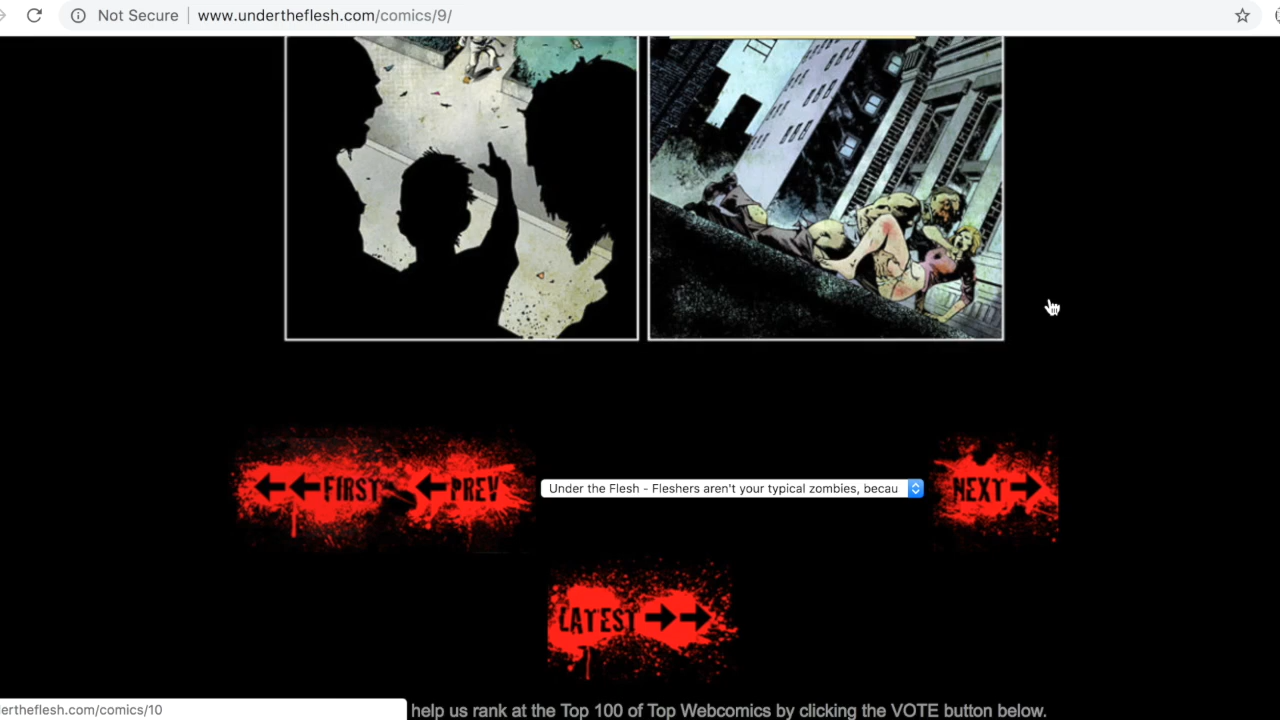 Not Secure
www.undertheflesh.com/comics/9/
FIRST
PREV
Under the Flesh - Fleshers aren't your typical zombies, becau
NEXT
LATEST
ertheflesh.com/comics/10
help us rank at the Top 100 of Top Webcomics by clicking the VOTE button below.